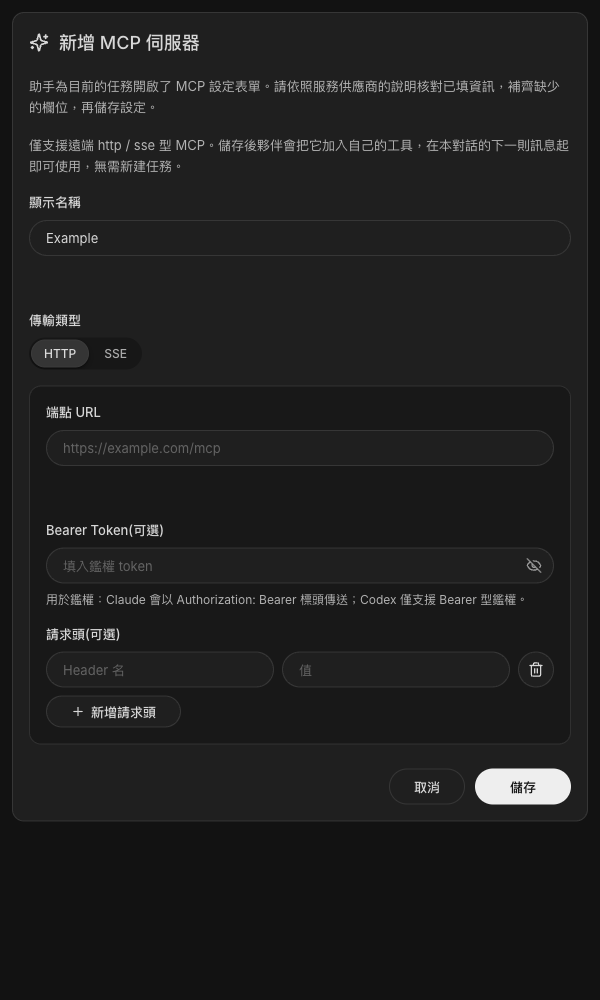 新增 MCP 伺服器
助手為目前的任務開啟了 MCP 設定表單。請依照服務供應商的說明核對已填資訊，補齊缺少
的欄位，再儲存設定。
僅支援遠端 http / sse 型 MCP。儲存後夥伴會把它加入自己的工具，在本對話的下一則訊息起
即可使用，無需新建任務。
顯示名稱
Example
傳輸類型
HTTP SSE
端點 URL
https://example.com/mcp
Bearer Token(可選)
填入鑑權 token
用於鑑權：Claude 會以 Authorization: Bearer 標頭傳送；Codex 僅支援 Bearer 型鑑權。
請求頭(可選)
Header 名 值
新增請求頭
取消 儲存